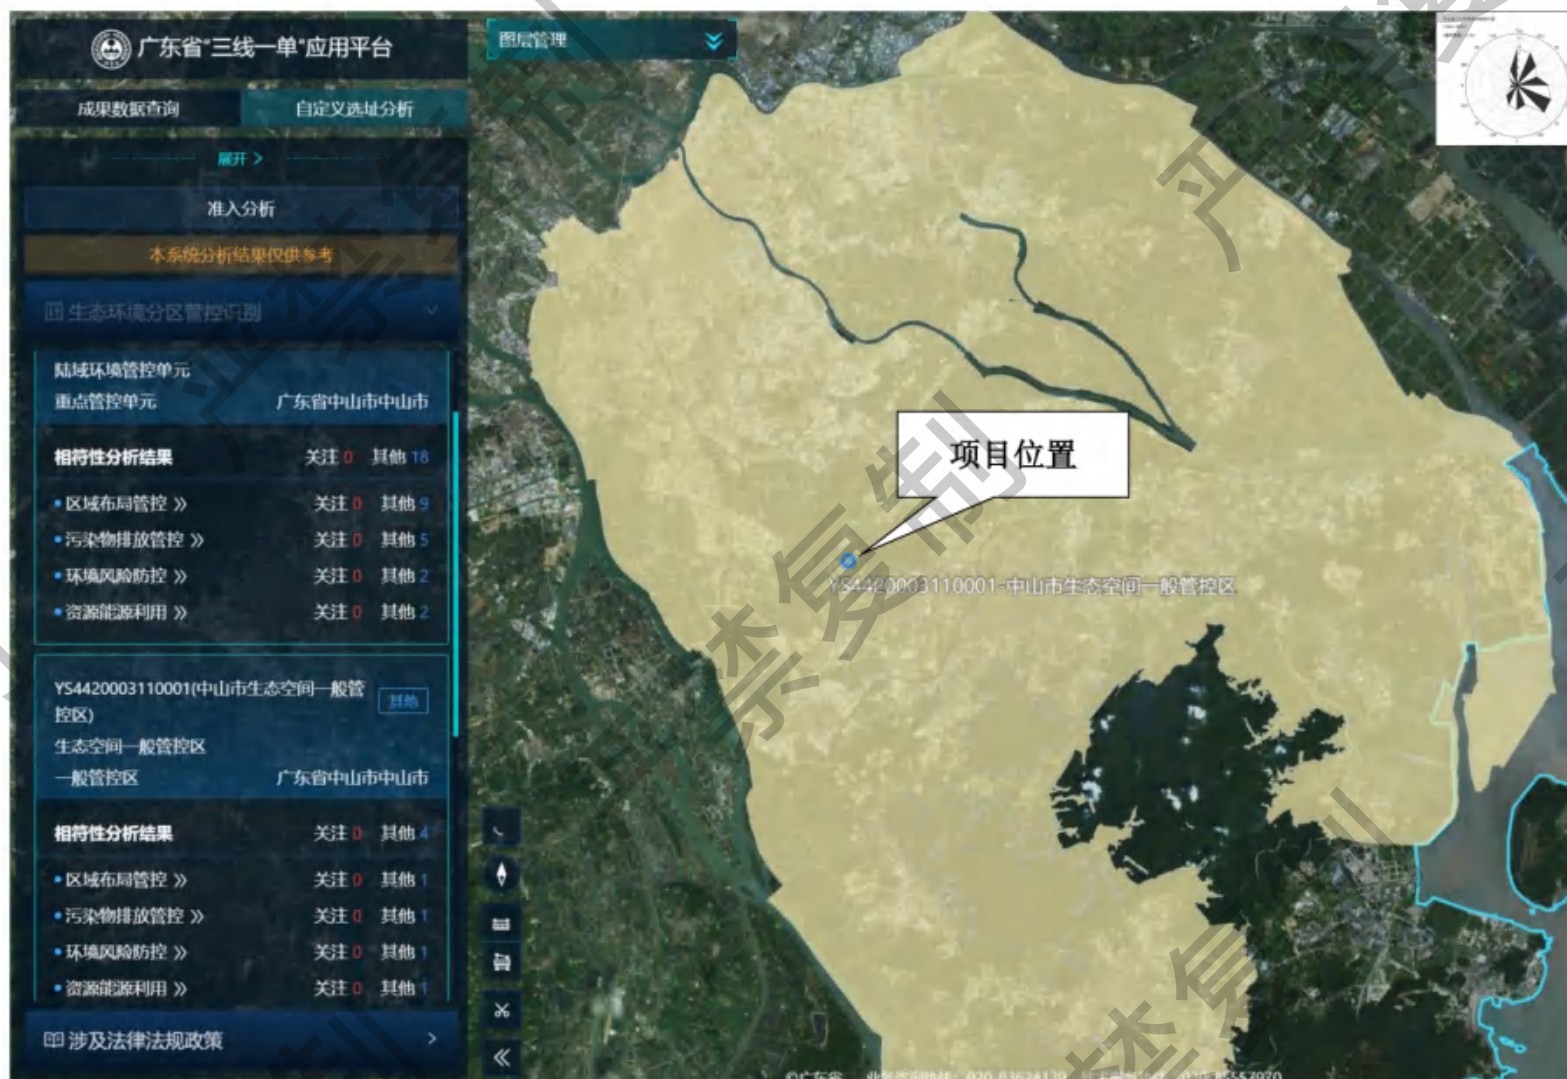 广东省"三线一单"应用平台
图层管理
成果数据查询 自定义选址分析
展开 >
准入分析
本系统分析结果仅供参考
生态环境分区管控识别
陆域环境管控单元
重点管控单元 广东省中山市中山市
相符性分析结果 关注 0 其他 18
区域布局管控 >> 关注 0 其他 9
污染物排放管控 >> 关注 0 其他 5
环境风险防控 >> 关注 0 其他 2
资源能源利用 >> 关注 0 其他 2
YS4420003110001(中山市生态空间一般管
控区) 其他
生态空间一般管控区
一般管控区 广东省中山市中山市
相符性分析结果 关注 0 其他 4
区域布局管控 >> 关注 0 其他 1
污染物排放管控 >> 关注 0 其他 1
环境风险防控 >> 关注 0 其他 1
资源能源利用 >> 关注 0 其他 1
涉及法律法规政策 >
项目位置
YS4420003110001-中山市生态空间一般管控区
©广东省
严禁复制
严禁复制